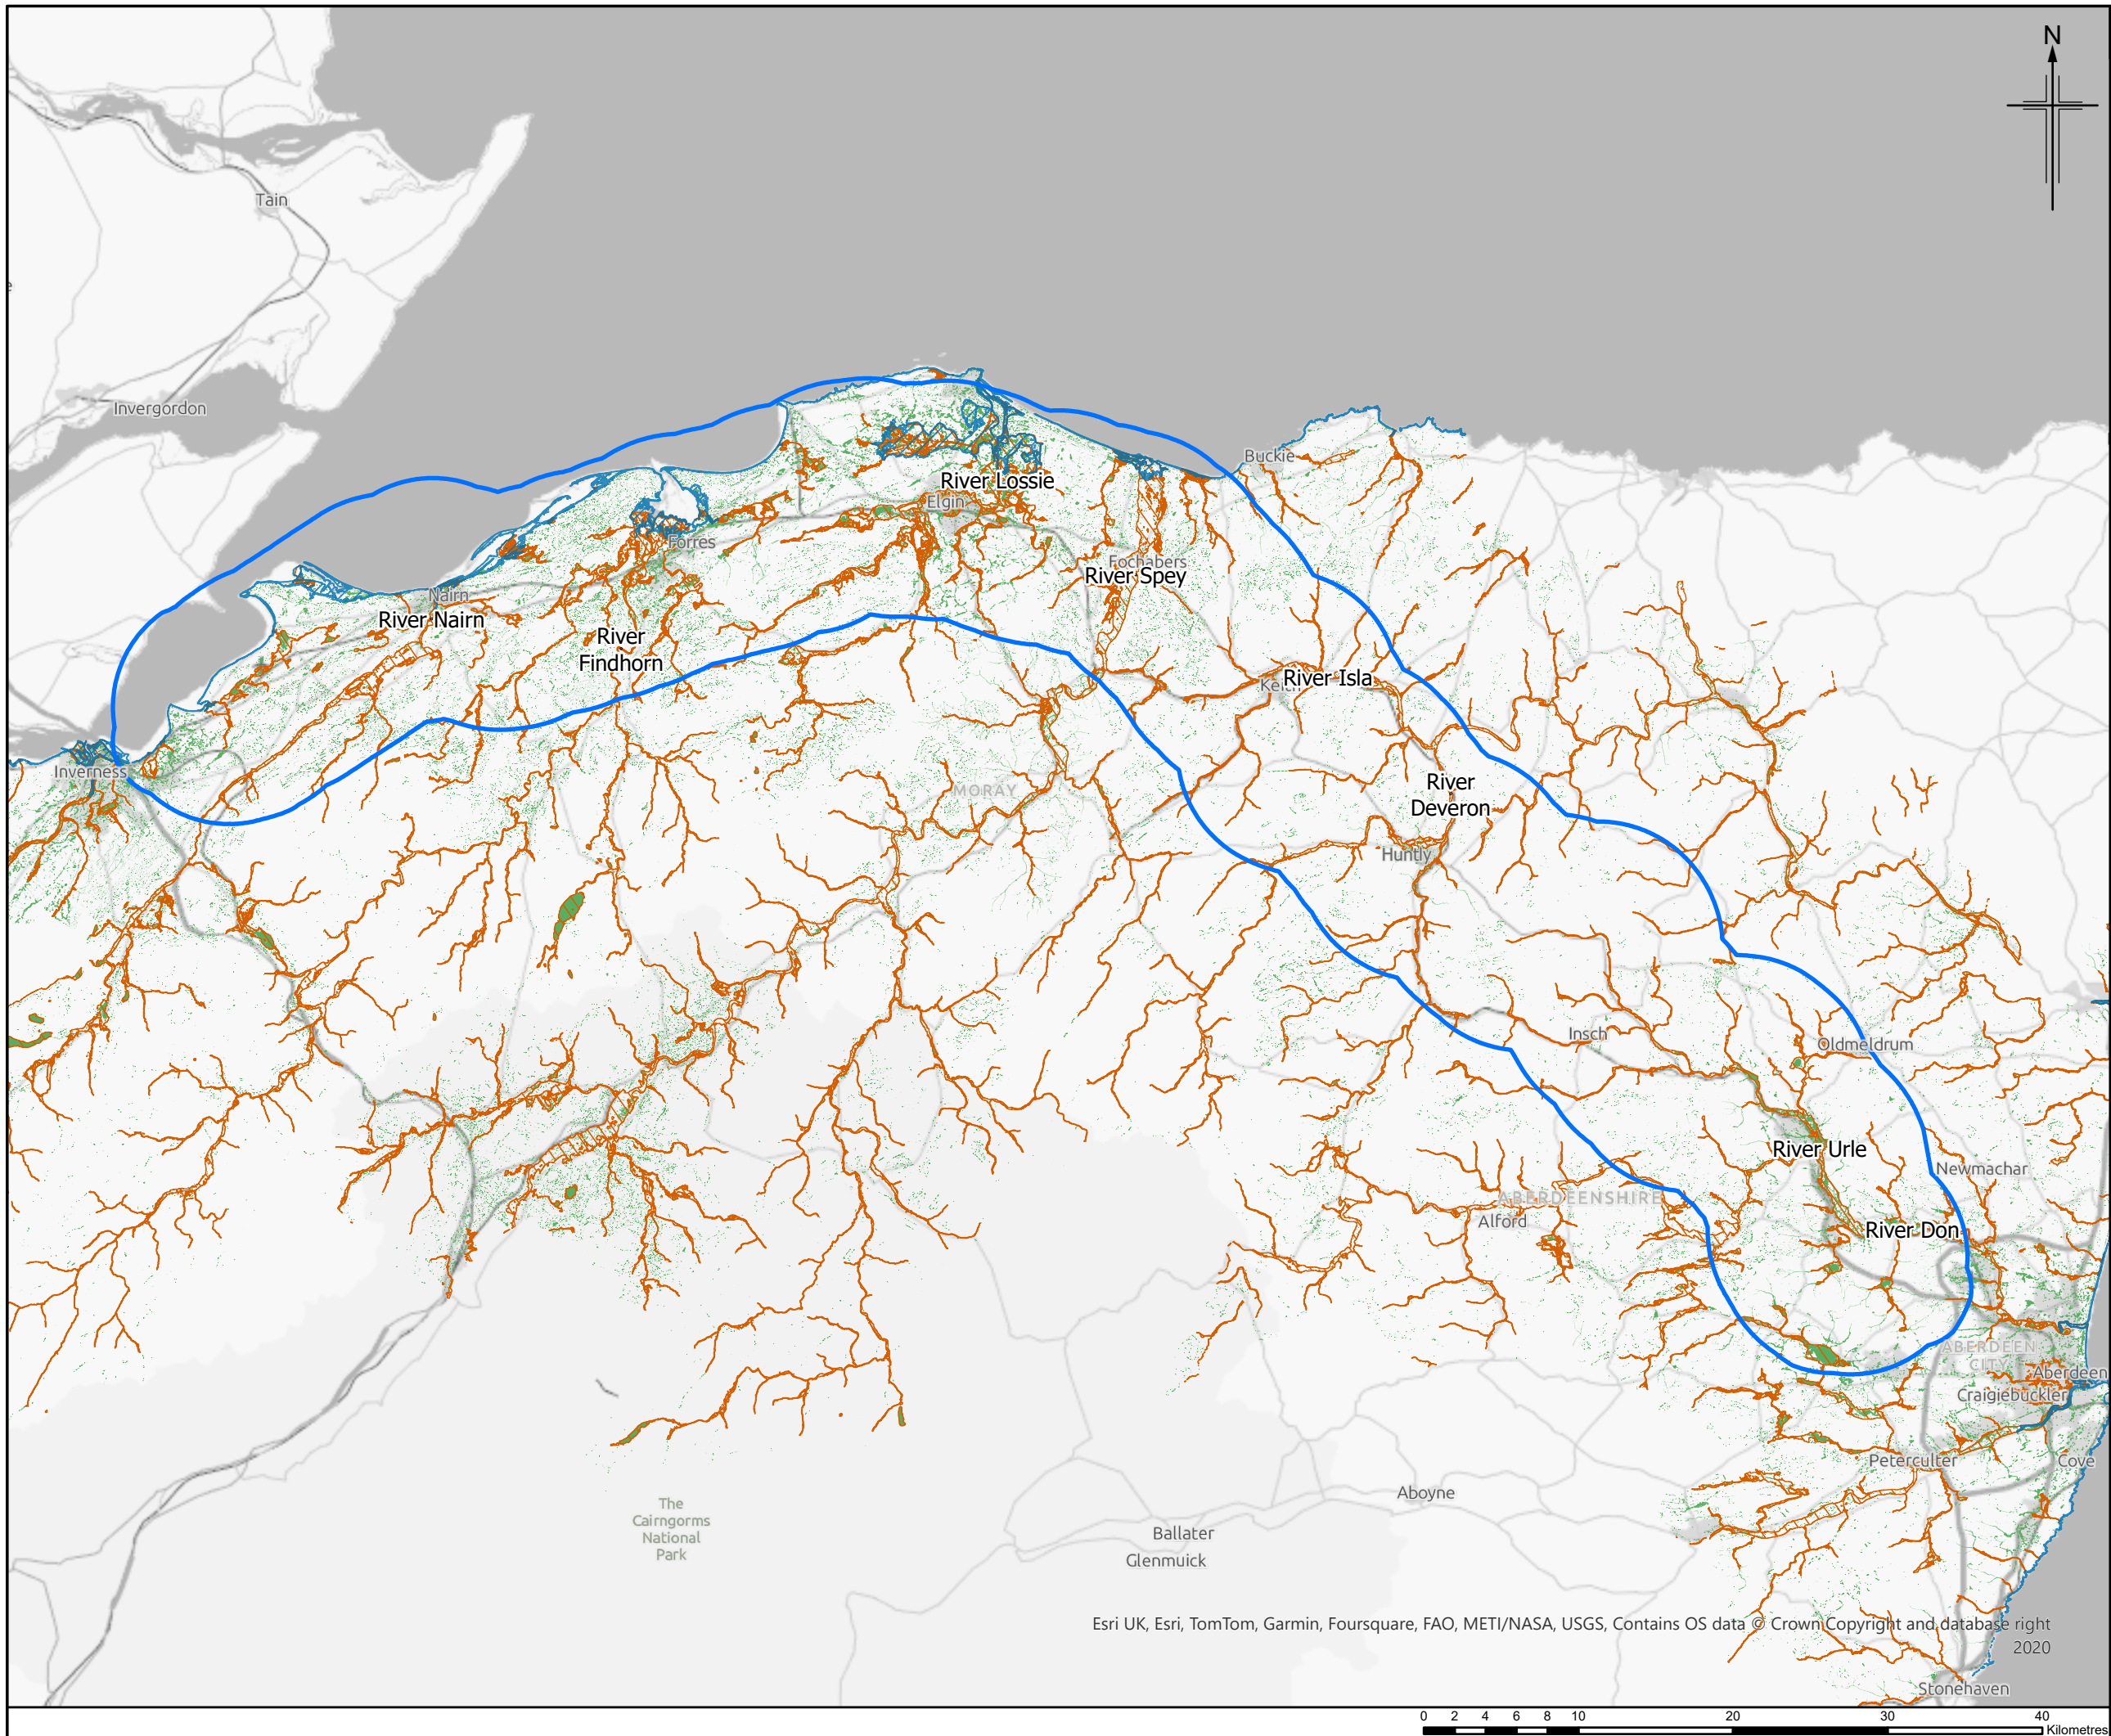 N
Tain
Invergordon
Buckie
River Lossie
Elgin
Forres
Fochabers
River Spey
Nairn
River Nairn
River
Findhorn
Keith
River Isla
Inverness
MORAY
River
Deveron
Huntly
Insch
Oldmeldrum
River Urle
Newmachar
ABERDEENSHIRE
Alford
River Don
ABERDEEN
CITY
Aberdeen
Craigiebuckler
Peterculter
Cove
Aboyne
The
Cairngorms
National
Park
Ballater
Glenmuick
Esri UK, Esri, TomTom, Garmin, Foursquare, FAO, METI/NASA, USGS, Contains OS data © Crown Copyright and database right
2020
Stonehaven
0 2 4 6 8 10 20 30 40
Kilometres